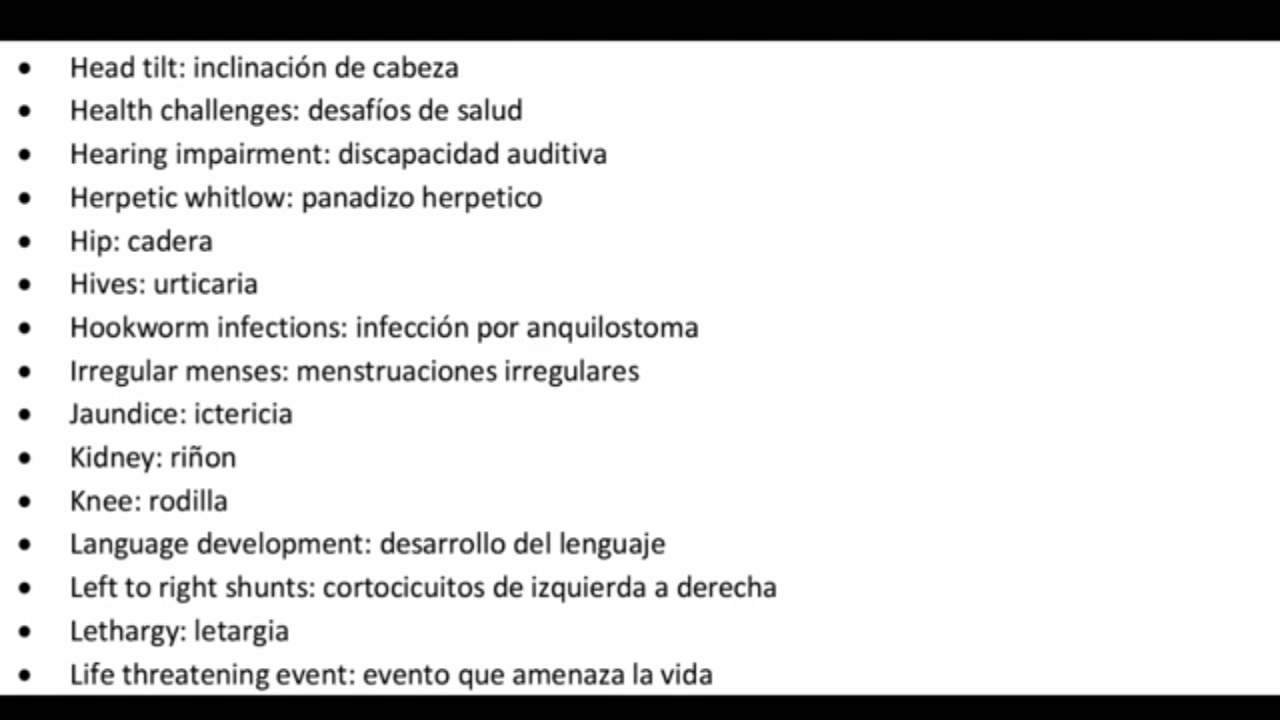 • Head tilt: inclinación de cabeza
• Health challenges: desafíos de salud
• Hearing impairment: discapacidad auditiva
• Herpetic whitlow: panadizo herpetico
• Hip: cadera
• Hives: urticaria
• Hookworm infections: infección por anquilostoma
• Irregular menses: menstruaciones irregulares
• Jaundice: ictericia
• Kidney: riñon
• Knee: rodilla
• Language development: desarrollo del lenguaje
• Left to right shunts: cortocicuitos de izquierda a derecha
• Lethargy: letargia
• Life threatening event: evento que amenaza la vida